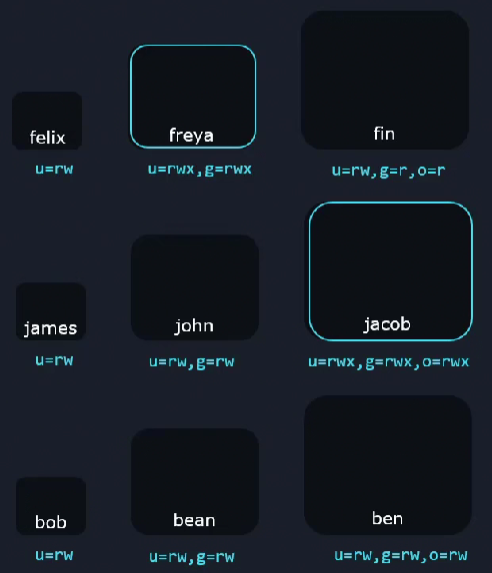 felix freya fin
u=rw u=rwx,g=rwx u=rw,g=r,o=r
james john jacob
u=rw u=rw,g=rw u=rwx,g=rwx,o=rwx
bob bean ben
u=rw u=rw,g=rw u=rw,g=rw,o=rw